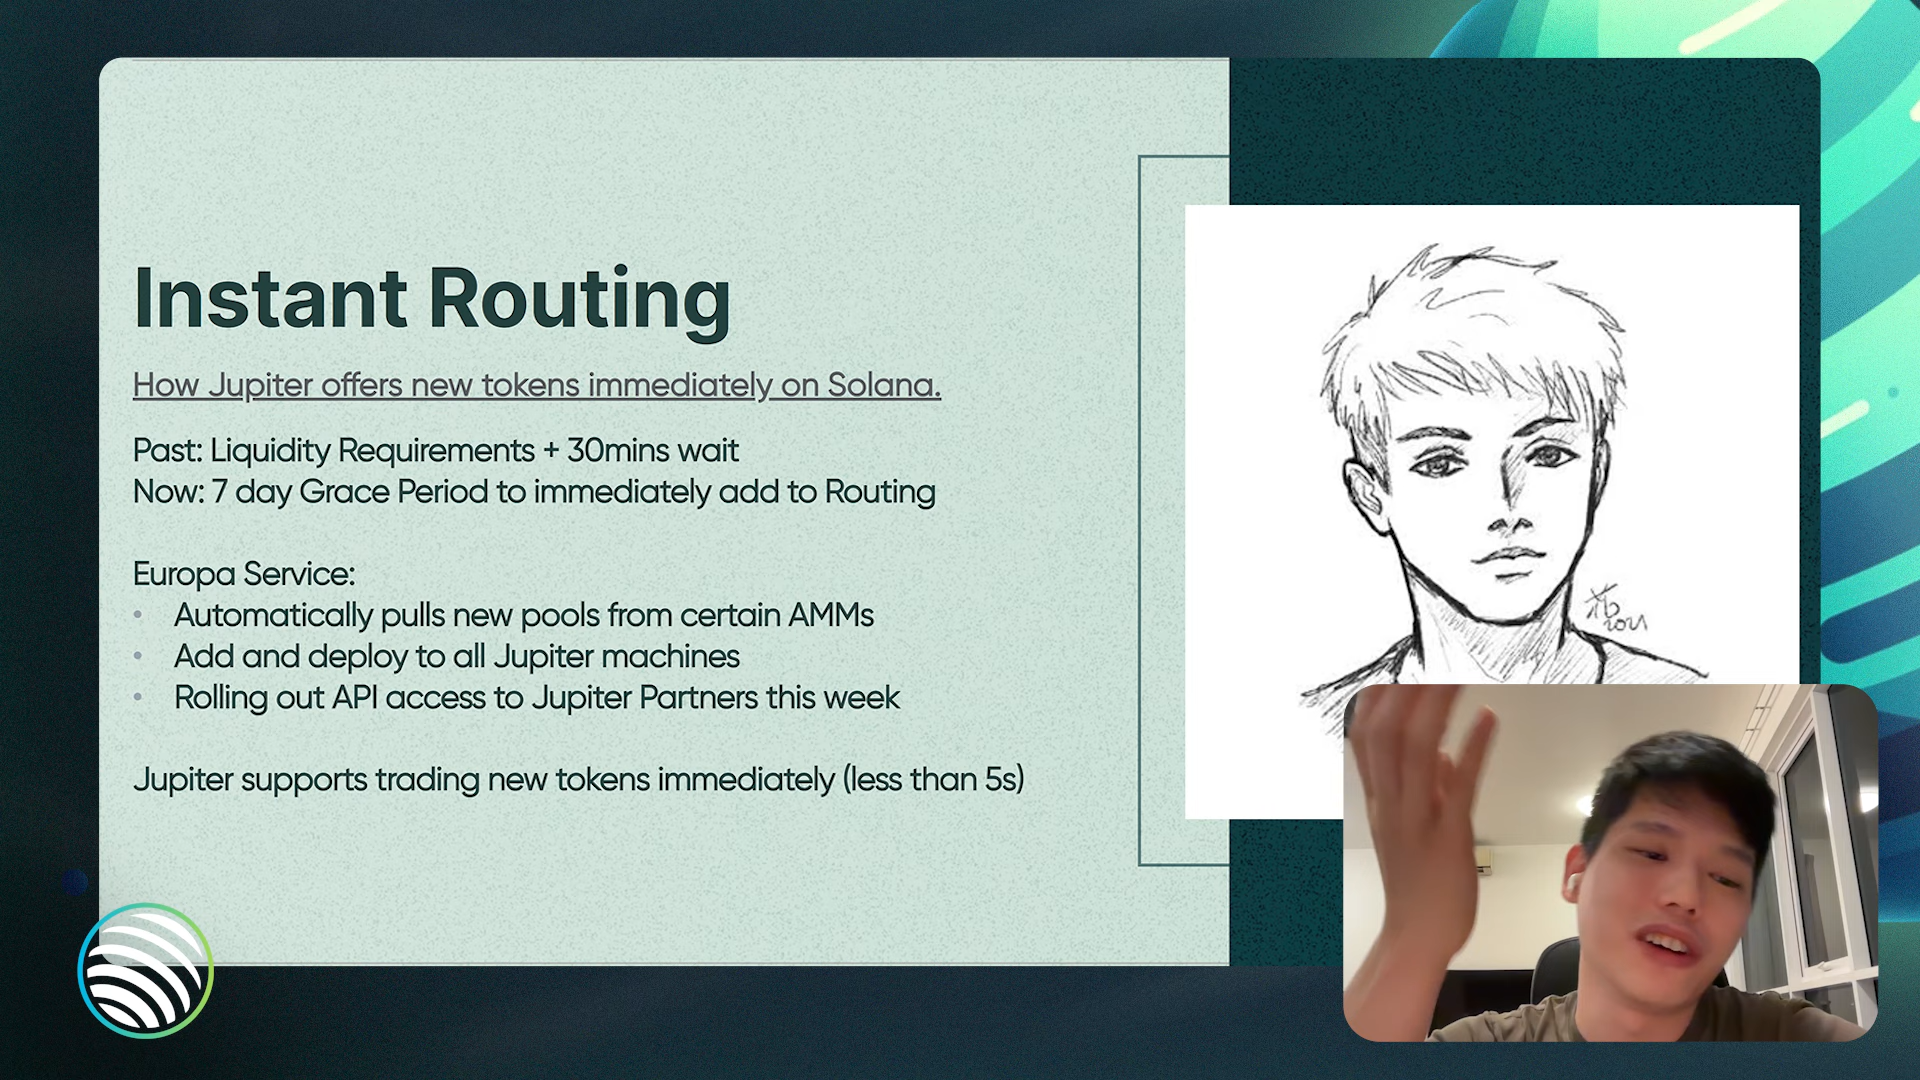 Instant Routing
How Jupiter offers new tokens immediately on Solana.
Past: Liquidity Requirements + 30mins wait
Now: 7 day Grace Period to immediately add to Routing
Europa Service:
• Automatically pulls new pools from certain AMMs
• Add and deploy to all Jupiter machines
• Rolling out API access to Jupiter Partners this week
Jupiter supports trading new tokens immediately (less than 5s)
2021